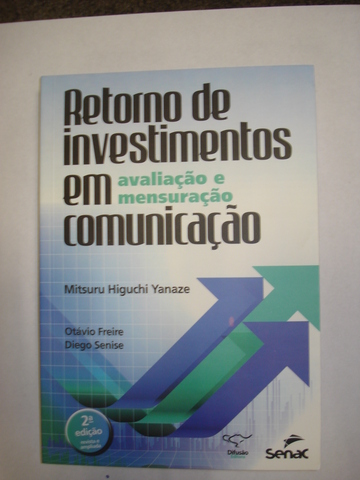 Retorno de
investimentos
em avaliação e
mensuração
comunicação
Mitsuru Higuchi Yanaze
Otávio Freire
Diego Senise
2ª
edição
Difusão
Senac